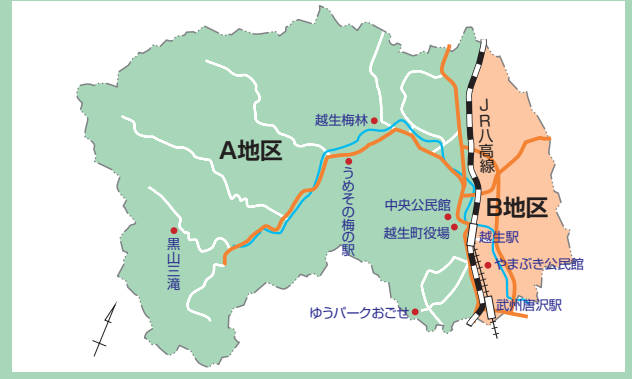 JR八高線
越生梅林
A地区
うめその梅の駅
中央公民館
B地区
越生町役場
越生駅
黒山三滝
やまぶき公民館
武州唐沢駅
ゆうパークおごせ